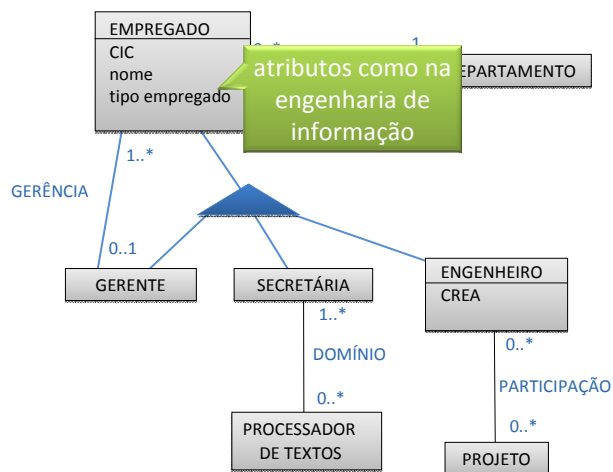 EMPREGADO
CIC
nome
tipo empregado
1
EPARTAMENTO
atributos como na
engenharia de
informação
1..*
GERÊNCIA
0..1
GERENTE
SECRETÁRIA
ENGENHEIRO
CREA
1..*
0..*
DOMÍNIO
PARTICIPAÇÃO
0..*
0..*
PROCESSADOR
DE TEXTOS
PROJETO